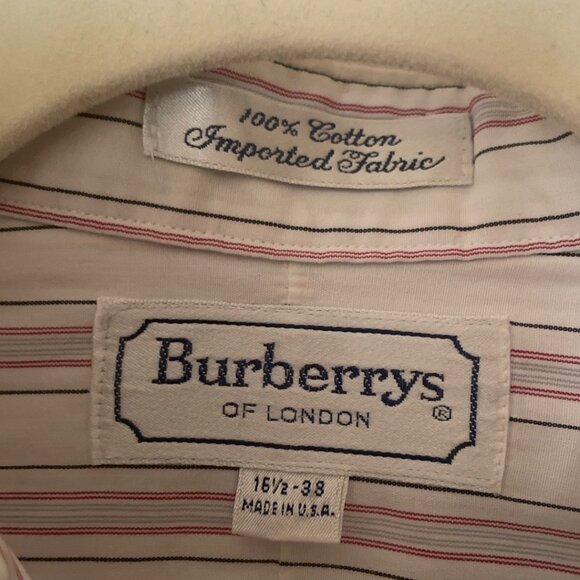 100% Cotton
Imported Fabric
Burberrys
OF LONDON ®
16½-38
MADE IN U.S.A.